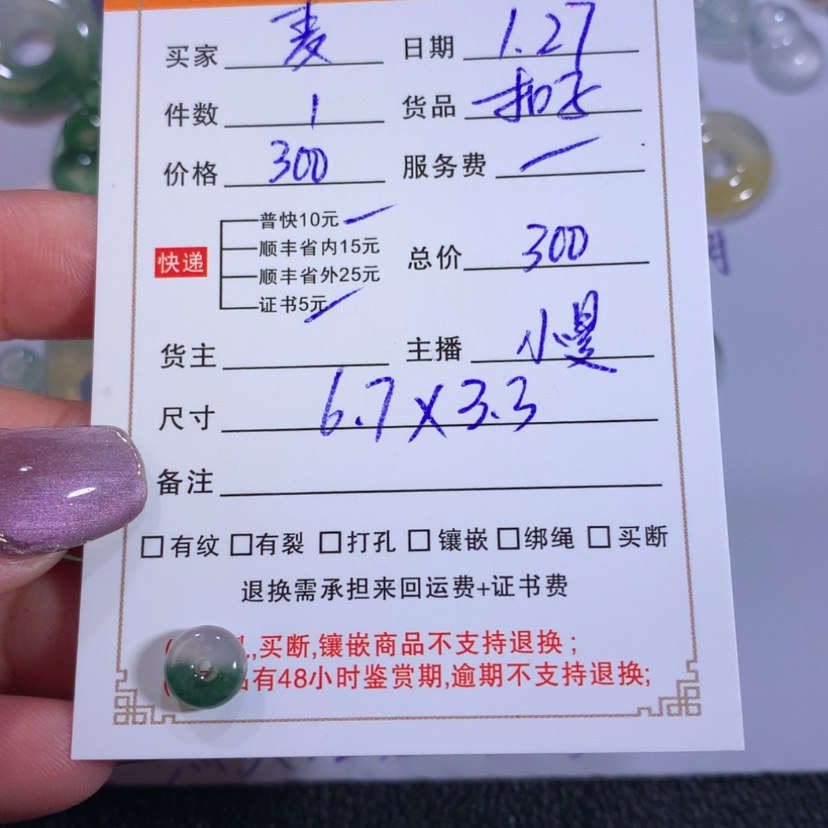 买家 麦 日期 1.27
件数 1 货品 扣子
价格 300 服务费 一
快递
普快10元
顺丰省内15元
顺丰省外25元
证书5元
总价 300
货主 主播 小曼
尺寸 6.7X3.3
备注
□有纹 □有裂 □打孔 □镶嵌 □绑绳 □买断
退换需承担来回运费+证书费
,买断,镶嵌商品不支持退换;
有48小时鉴赏期,逾期不支持退换;